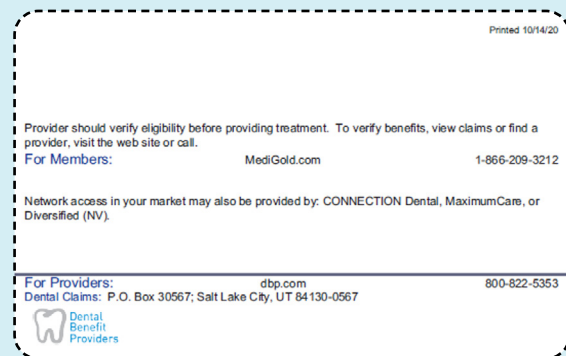 Printed 10/14/20
Provider should verify eligibility before providing treatment. To verify benefits, view claims or find a
provider, visit the web site or call.
For Members: MediGold.com 1-866-209-3212
Network access in your market may also be provided by: CONNECTION Dental, MaximumCare, or
Diversified (NV).
For Providers: dbp.com 800-822-5353
Dental Claims: P.O. Box 30567; Salt Lake City, UT 84130-0567
Dental
Benefit
Providers